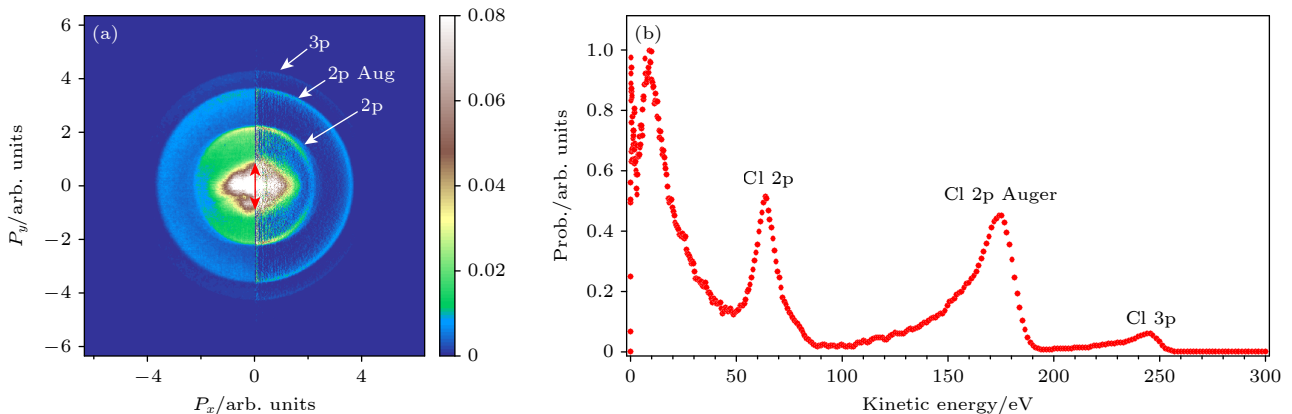 (a)
3p
2p Aug
2p
6
4
2
0
−2
−4
−6
−4
0
4
Px/arb. units
Py/arb. units
0.08
0.06
0.04
0.02
0
(b)
Cl 2p
Cl 2p Auger
Cl 3p
1.0
0.8
0.6
0.4
0.2
0
0
50
100
150
200
250
300
Kinetic energy/eV
Prob./arb. units